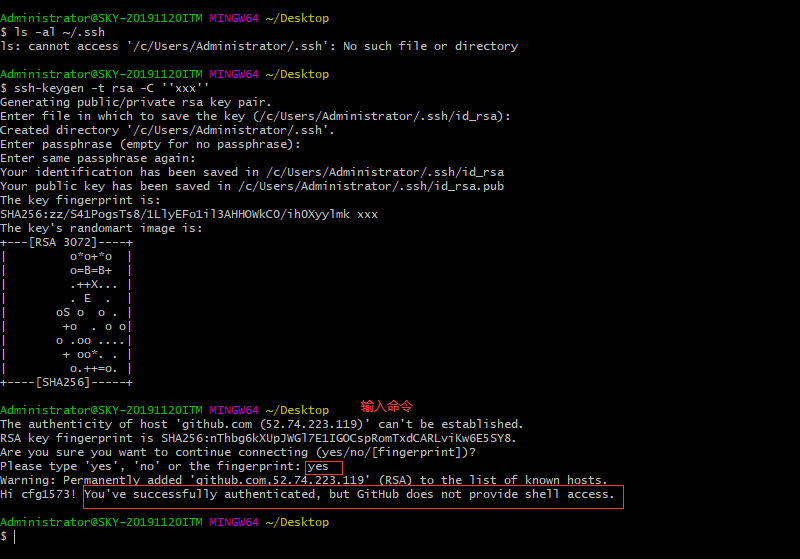 Administrator@SKY-20191120ITM MINGW64 ~/Desktop
$ ls -al ~/.ssh
ls: cannot access '/c/Users/Administrator/.ssh': No such file or directory
Administrator@SKY-20191120ITM MINGW64 ~/Desktop
$ ssh-keygen -t rsa -C ''xxx''
Generating public/private rsa key pair.
Enter file in which to save the key (/c/Users/Administrator/.ssh/id_rsa):
Created directory '/c/Users/Administrator/.ssh'.
Enter passphrase (empty for no passphrase):
Enter same passphrase again:
Your identification has been saved in /c/Users/Administrator/.ssh/id_rsa
Your public key has been saved in /c/Users/Administrator/.ssh/id_rsa.pub
The key fingerprint is:
SHA256:zz/S41PogsTs8/1LlyEFo1il3AHHOWkCO/ihOXyylmk xxx
The key's randomart image is:
+---[RSA 3072]----+
|         o*o+*o  |
|         o=B=B+  |
|         .++X... |
|         . E  .  |
|       oS o  o . |
|        +o  . o o|
|       o .oo ....|
|        + oo*. . |
|         o.++=o. |
+----[SHA256]-----+
Administrator@SKY-20191120ITM MINGW64 ~/Desktop 输入命令
The authenticity of host 'github.com (52.74.223.119)' can't be established.
RSA key fingerprint is SHA256:nThbg6kXUpJWGl7E1IGOCspRomTxdCARLviKw6E5SY8.
Are you sure you want to continue connecting (yes/no/[fingerprint])?
Please type 'yes', 'no' or the fingerprint: yes
Warning: Permanently added 'github.com,52.74.223.119' (RSA) to the list of known hosts.
Hi cfg1573! You've successfully authenticated, but GitHub does not provide shell access.
Administrator@SKY-20191120ITM MINGW64 ~/Desktop
$